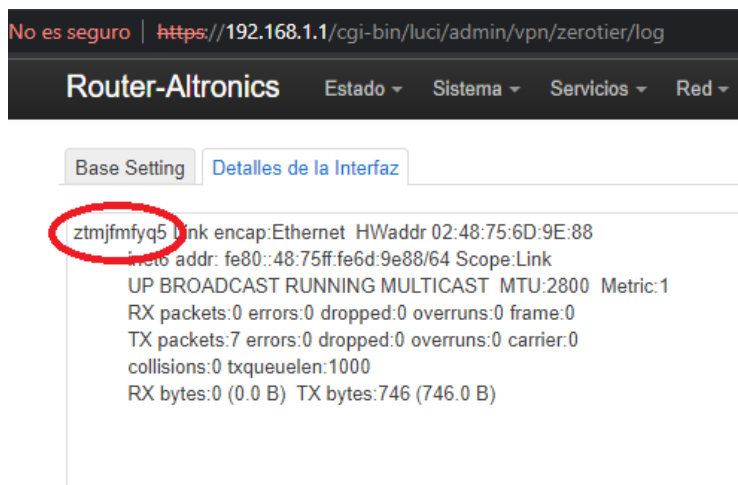 No es seguro | https://192.168.1.1/cgi-bin/luci/admin/vpn/zerotier/log
Router-Altronics Estado Sistema Servicios Red
Base Setting Detalles de la Interfaz
ztmjfmfyq5 Link encap:Ethernet HWaddr 02:48:75:6D:9E:88
inet6 addr: fe80::48:75ff:fe6d:9e88/64 Scope:Link
UP BROADCAST RUNNING MULTICAST MTU:2800 Metric:1
RX packets:0 errors:0 dropped:0 overruns:0 frame:0
TX packets:7 errors:0 dropped:0 overruns:0 carrier:0
collisions:0 txqueuelen:1000
RX bytes:0 (0.0 B) TX bytes:746 (746.0 B)